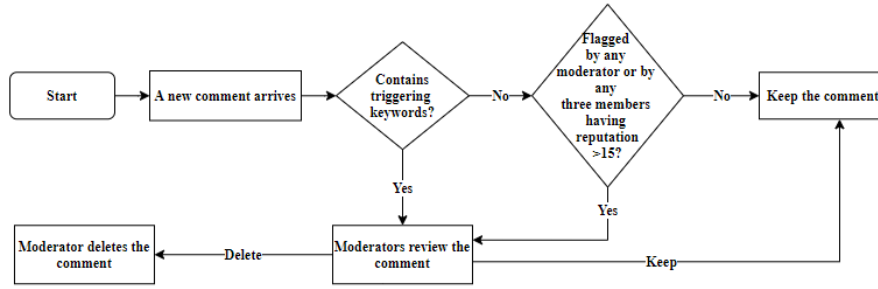 Start
A new comment arrives
Contains
triggering
keywords?
No
Flagged
by any
moderator or by
any
three members
having
reputation
>15?
No
Keep the comment
Yes
Yes
Moderator deletes the
comment
Delete
Moderators review the
comment
Keep